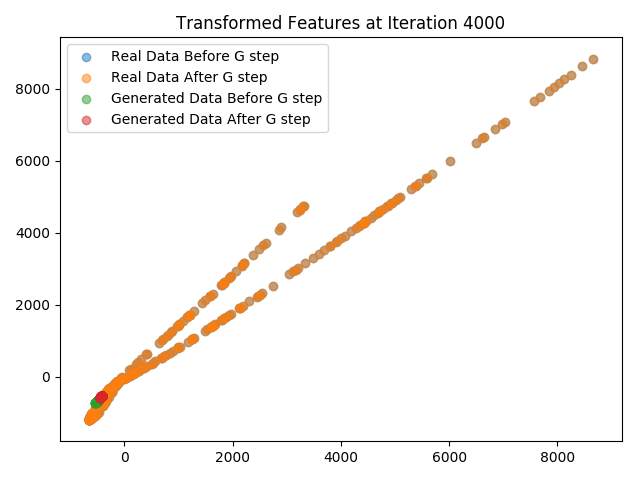 Transformed Features at Iteration 4000
Real Data Before G step
Real Data After G step
Generated Data Before G step
Generated Data After G step
8000
6000
4000
2000
0
0 2000 4000 6000 8000